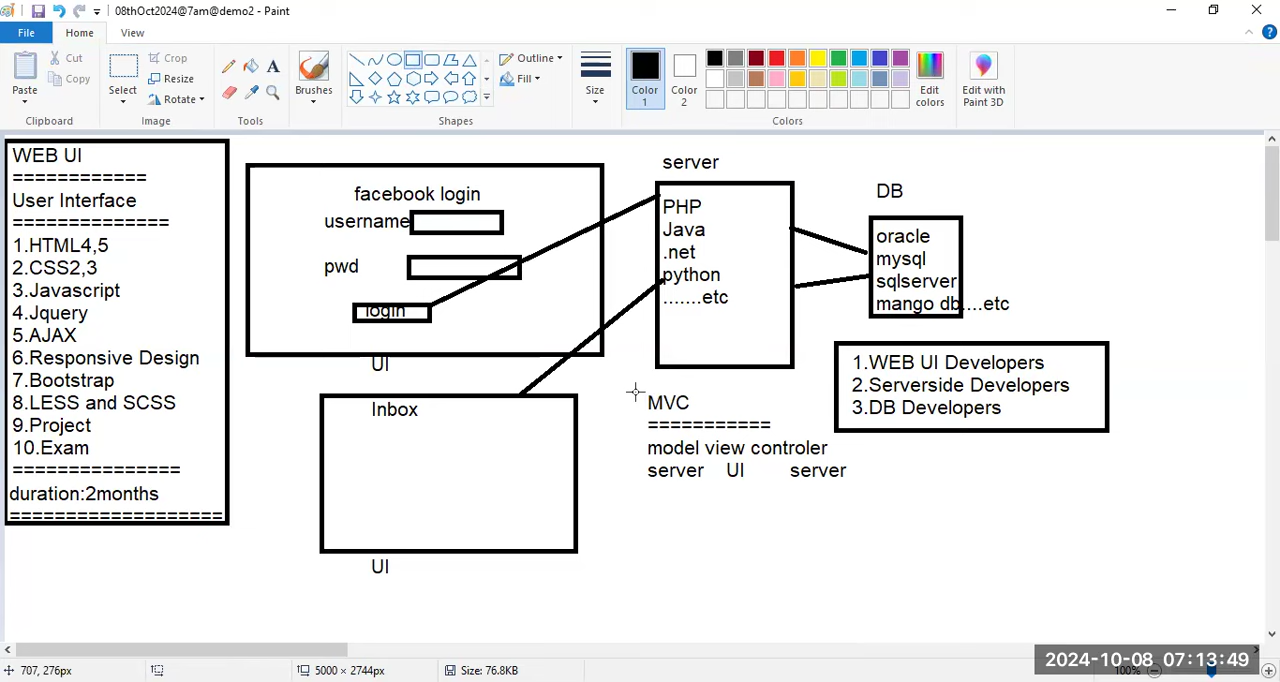 08thOct2024@7am@demo2 - Paint
File
Home
View
Paste
Cut
Copy
Clipboard
Select
Crop
Resize
Rotate
Image
A
Tools
Brushes
Outline
Fill
Shapes
Size
Color 1
Color 2
Edit colors
Edit with Paint 3D
Colors
WEB UI
============
User Interface
==============
1.HTML4,5
2.CSS2,3
3.Javascript
4.Jquery
5.AJAX
6.Responsive Design
7.Bootstrap
8.LESS and SCSS
9.Project
10.Exam
===============
duration:2months
===================
facebook login
username
pwd
login
UI
Inbox
UI
server
PHP
Java
.net
python
.......etc
DB
oracle
mysql
sqlserver
mango db....etc
1.WEB UI Developers
2.Serverside Developers
3.DB Developers
MVC
===========
model view controler
server UI server
707, 276px
5000 × 2744px
Size: 76.8KB
100%
2024-10-08 07:13:49